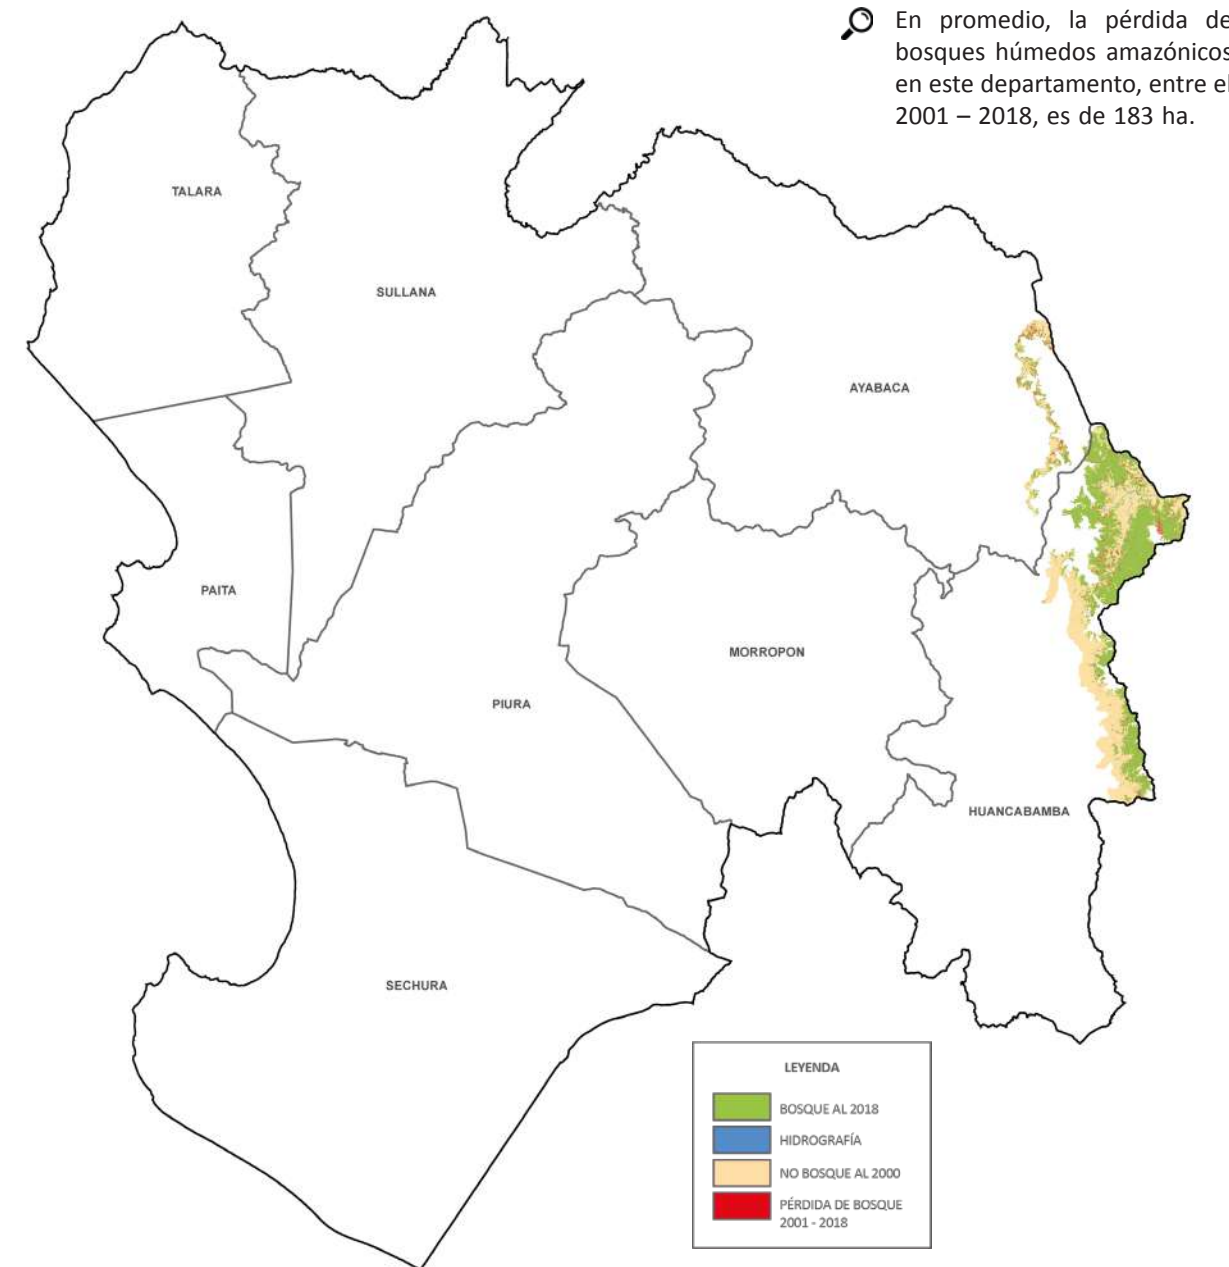 En promedio, la pérdida de
bosques húmedos amazónicos
en este departamento, entre el
2001 – 2018, es de 183 ha.
TALARA
SULLANA
AYABACA
PAITA
MORROPON
PIURA
HUANCABAMBA
SECHURA
LEYENDA
BOSQUE AL 2018
HIDROGRAFÍA
NO BOSQUE AL 2000
PÉRDIDA DE BOSQUE
2001 - 2018